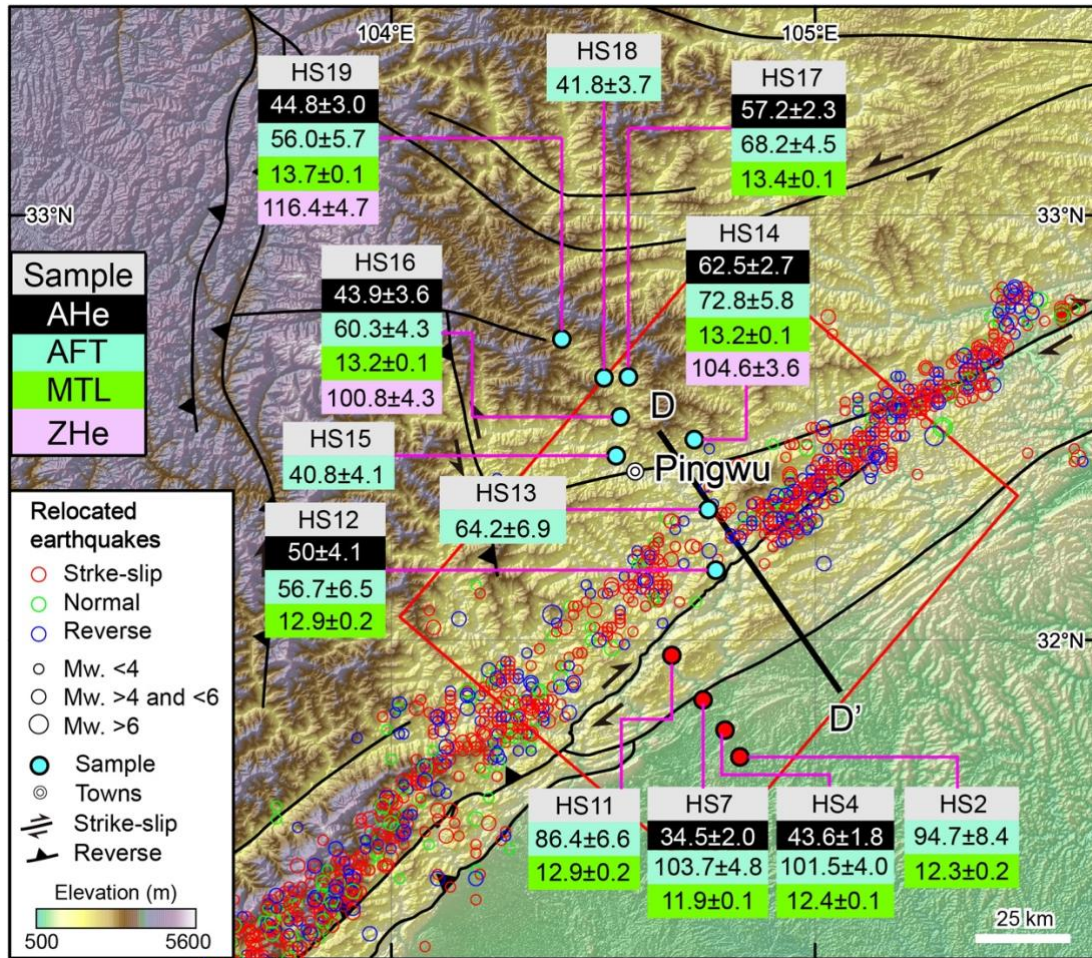 104°E
105°E
HS18
41.8±3.7
HS19
44.8±3.0
56.0±5.7
13.7±0.1
116.4±4.7
HS17
57.2±2.3
68.2±4.5
13.4±0.1
33°N
33°N
Sample
AHe
AFT
MTL
ZHe
HS16
43.9±3.6
60.3±4.3
13.2±0.1
100.8±4.3
HS14
62.5±2.7
72.8±5.8
13.2±0.1
104.6±3.6
D
HS15
40.8±4.1
Pingwu
HS13
64.2±6.9
HS12
50±4.1
56.7±6.5
12.9±0.2
32°N
D'
Relocated
earthquakes
Strke-slip
Normal
Reverse
Mw. <4
Mw. >4 and <6
Mw. >6
Sample
Towns
Strike-slip
Reverse
Elevation (m)
500 5600
HS11
86.4±6.6
12.9±0.2
HS7
34.5±2.0
103.7±4.8
11.9±0.1
HS4
43.6±1.8
101.5±4.0
12.4±0.1
HS2
94.7±8.4
12.3±0.2
25 km